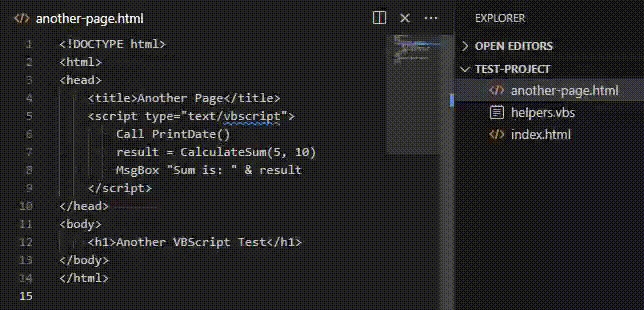 another-page.html
1 <!DOCTYPE html>
2 <html>
3 <head>
4 <title>Another Page</title>
5 <script type="text/vbscript">
6 Call PrintDate()
7 result = CalculateSum(5, 10)
8 MsgBox "Sum is: " & result
9 </script>
10 </head>
11 <body>
12 <h1>Another VBScript Test</h1>
13 </body>
14 </html>
15
EXPLORER
OPEN EDITORS
TEST-PROJECT
another-page.html
helpers.vbs
index.html